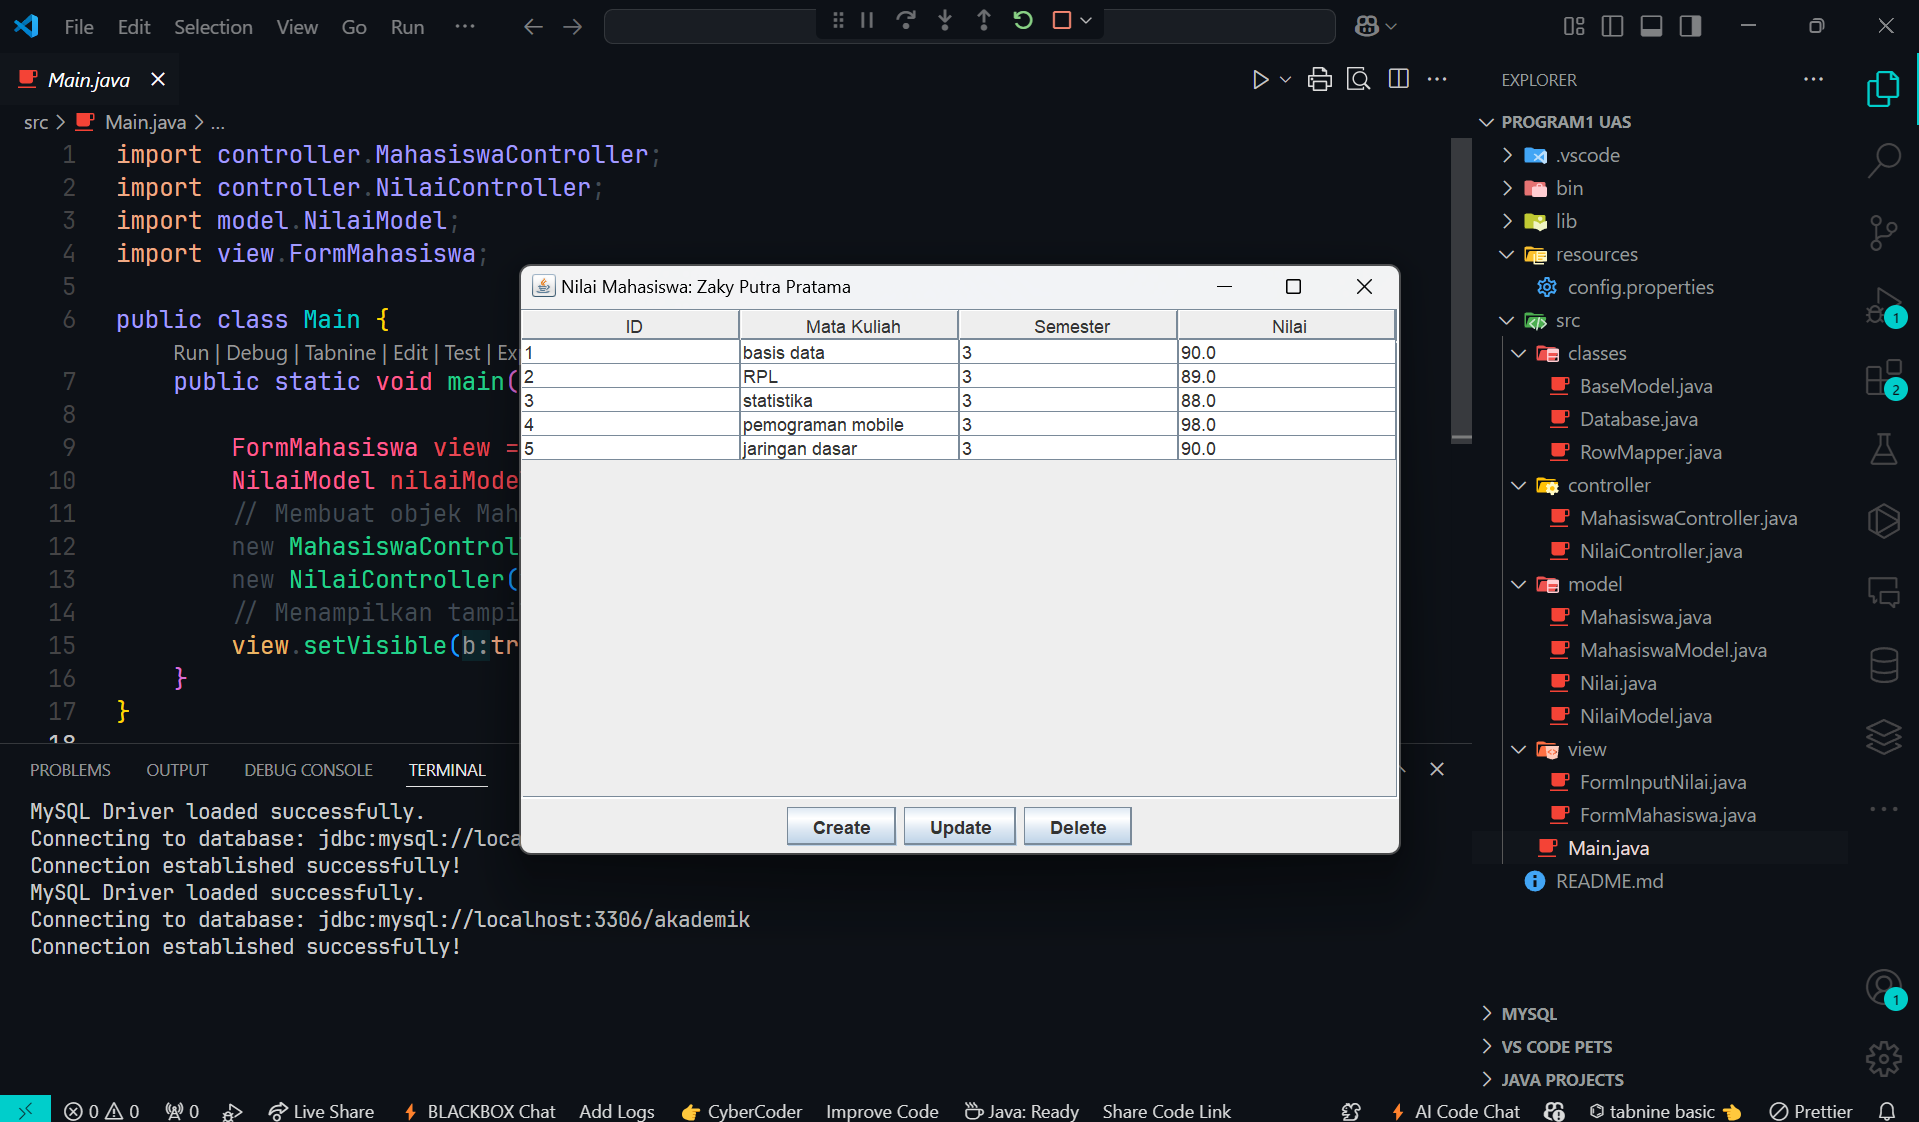 File Edit Selection View Go Run ···
Main.java
src > Main.java > ...
1 import controller.MahasiswaController;
2 import controller.NilaiController;
3 import model.NilaiModel;
4 import view.FormMahasiswa;
5
6 public class Main {
Run | Debug | Tabnine | Edit | Test | Ex
7 public static void main(
8
9 FormMahasiswa view =
10 NilaiModel nilaiMode
11 // Membuat objek Mah
12 new MahasiswaControl
13 new NilaiController(
14 // Menampilkan tampi
15 view.setVisible(b:tr
16 }
17 }
18
Nilai Mahasiswa: Zaky Putra Pratama
ID Mata Kuliah Semester Nilai
1 basis data 3 90.0
2 RPL 3 89.0
3 statistika 3 88.0
4 pemograman mobile 3 98.0
5 jaringan dasar 3 90.0
Create Update Delete
PROBLEMS OUTPUT DEBUG CONSOLE TERMINAL
MySQL Driver loaded successfully.
Connecting to database: jdbc:mysql://loca
Connection established successfully!
MySQL Driver loaded successfully.
Connecting to database: jdbc:mysql://localhost:3306/akademik
Connection established successfully!
EXPLORER
PROGRAM1 UAS
.vscode
bin
lib
resources
config.properties
src
classes
BaseModel.java
Database.java
RowMapper.java
controller
MahasiswaController.java
NilaiController.java
model
Mahasiswa.java
MahasiswaModel.java
Nilai.java
NilaiModel.java
view
FormInputNilai.java
FormMahasiswa.java
Main.java
README.md
MYSQL
VS CODE PETS
JAVA PROJECTS
1
2
1
0 0 0 Live Share BLACKBOX Chat Add Logs CyberCoder Improve Code Java: Ready Share Code Link AI Code Chat tabnine basic Prettier